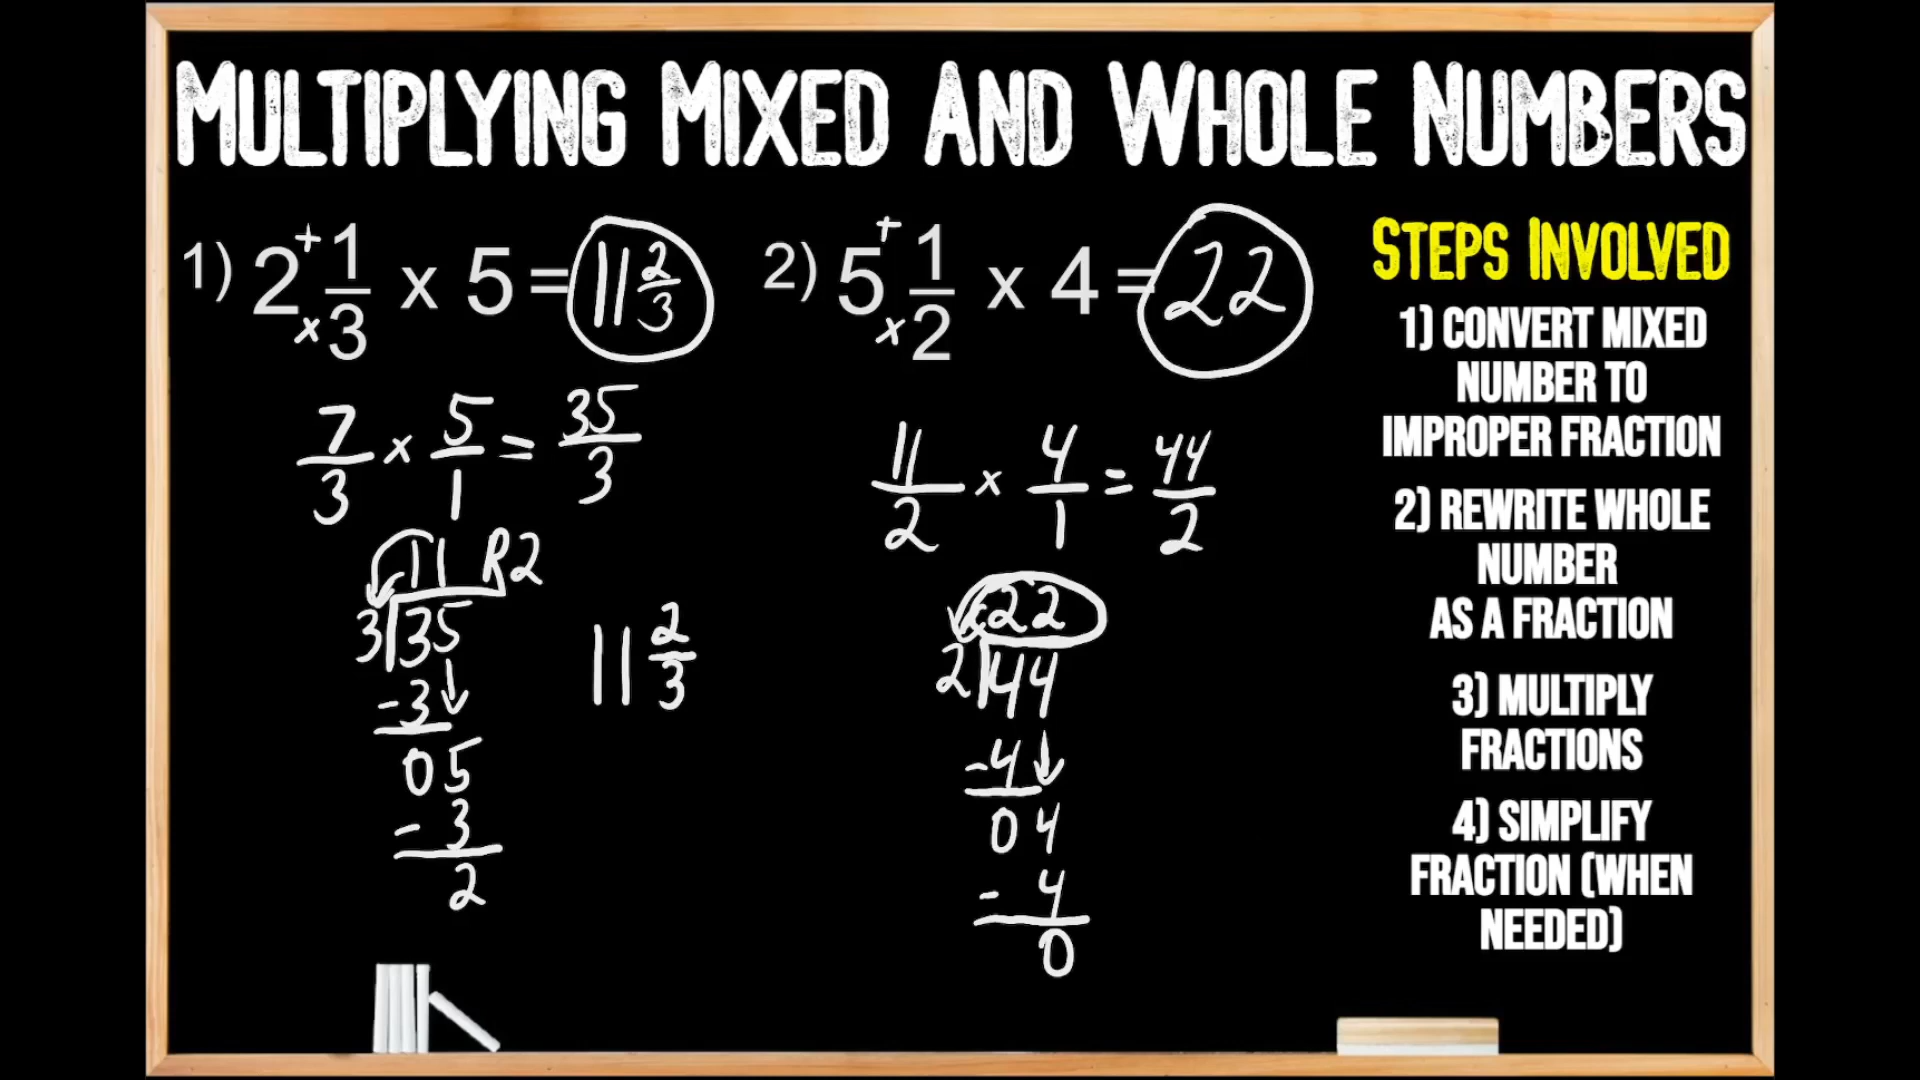 MULTIPLYING MIXED AND WHOLE NUMBERS
1) 2 + 1/3 x 5 = 11 2/3
x
7/3 x 5/1 = 35/3
11 R2
3)35
-3
05
- 3
2
11 2/3
2) 5 + 1/2 x 4 = 22
x
11/2 x 4/1 = 44/2
22
2)44
-4
04
- 4
0
STEPS INVOLVED
1) CONVERT MIXED
NUMBER TO
IMPROPER FRACTION
2) REWRITE WHOLE
NUMBER
AS A FRACTION
3) MULTIPLY
FRACTIONS
4) SIMPLIFY
FRACTION (WHEN
NEEDED)